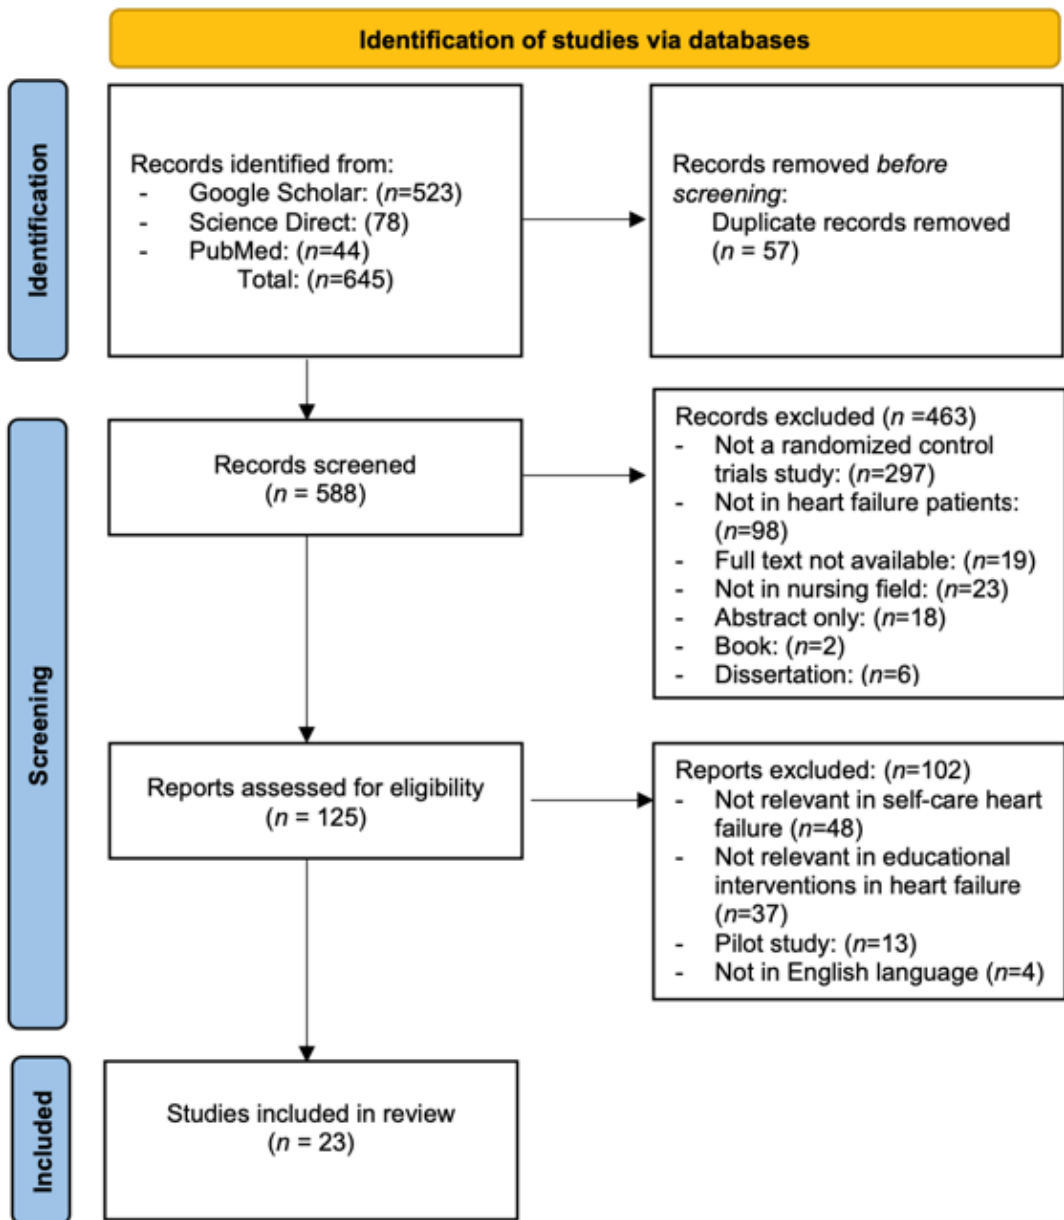 Identification of studies via databases
Identification
Records identified from:
- Google Scholar: (n=523)
- Science Direct: (78)
- PubMed: (n=44)
Total: (n=645)
Records removed before
screening:
Duplicate records removed
(n = 57)
Screening
Records screened
(n = 588)
Records excluded (n =463)
- Not a randomized control
trials study: (n=297)
- Not in heart failure patients:
(n=98)
- Full text not available: (n=19)
- Not in nursing field: (n=23)
- Abstract only: (n=18)
- Book: (n=2)
- Dissertation: (n=6)
Reports assessed for eligibility
(n = 125)
Reports excluded: (n=102)
- Not relevant in self-care heart
failure (n=48)
- Not relevant in educational
interventions in heart failure
(n=37)
- Pilot study: (n=13)
- Not in English language (n=4)
Included
Studies included in review
(n = 23)